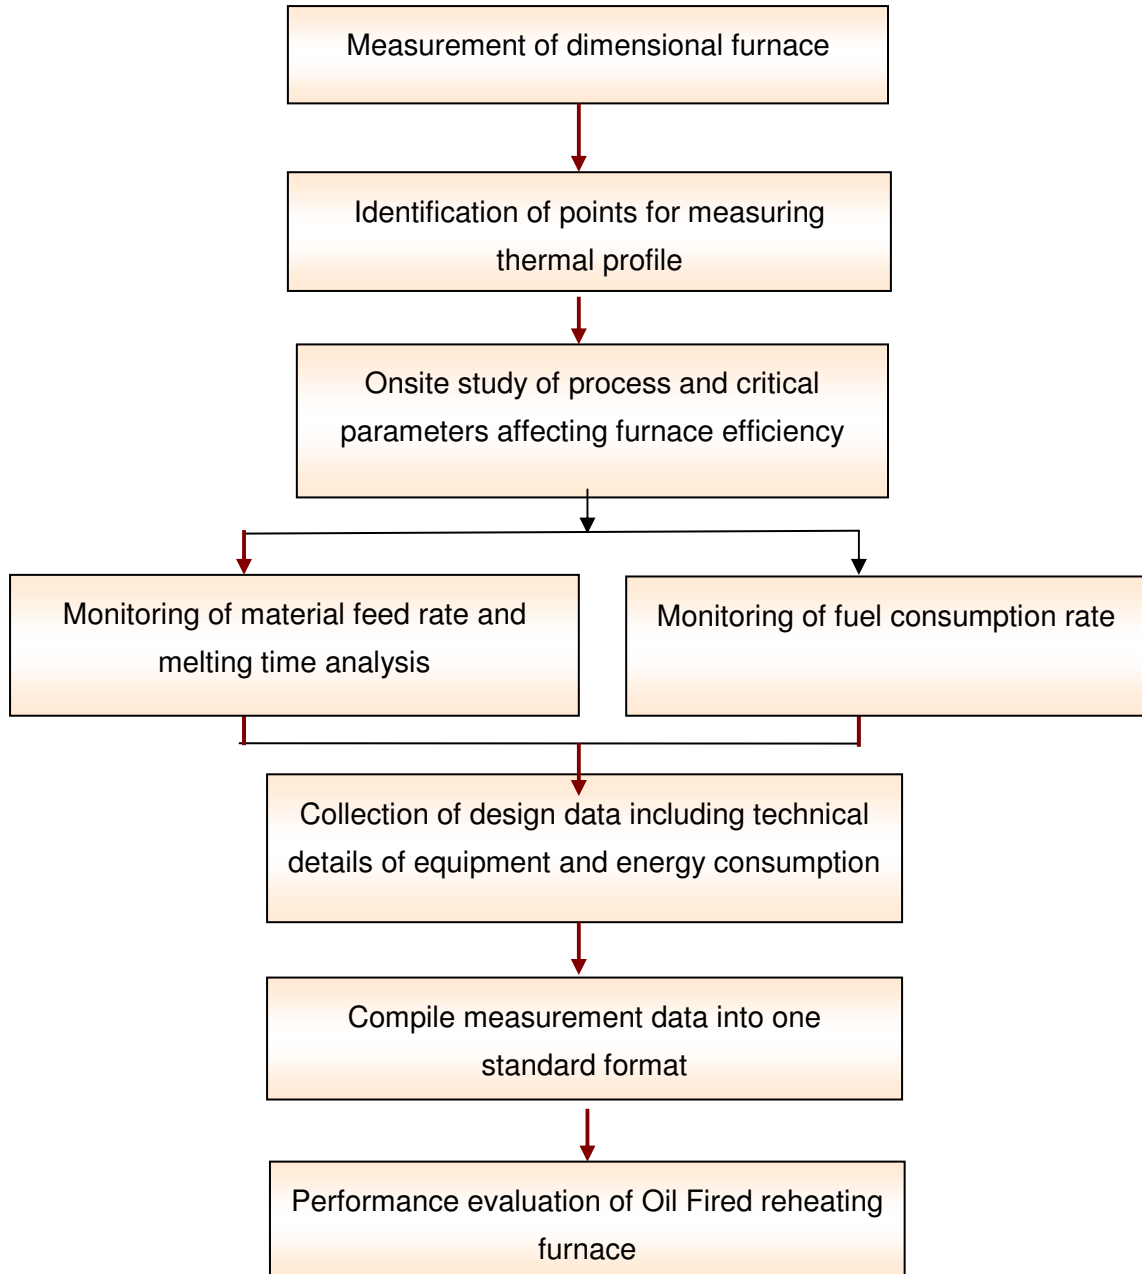 Measurement of dimensional furnace
Identification of points for measuring
thermal profile
Onsite study of process and critical
parameters affecting furnace efficiency
Monitoring of material feed rate and
melting time analysis
Monitoring of fuel consumption rate
Collection of design data including technical
details of equipment and energy consumption
Compile measurement data into one
standard format
Performance evaluation of Oil Fired reheating
furnace